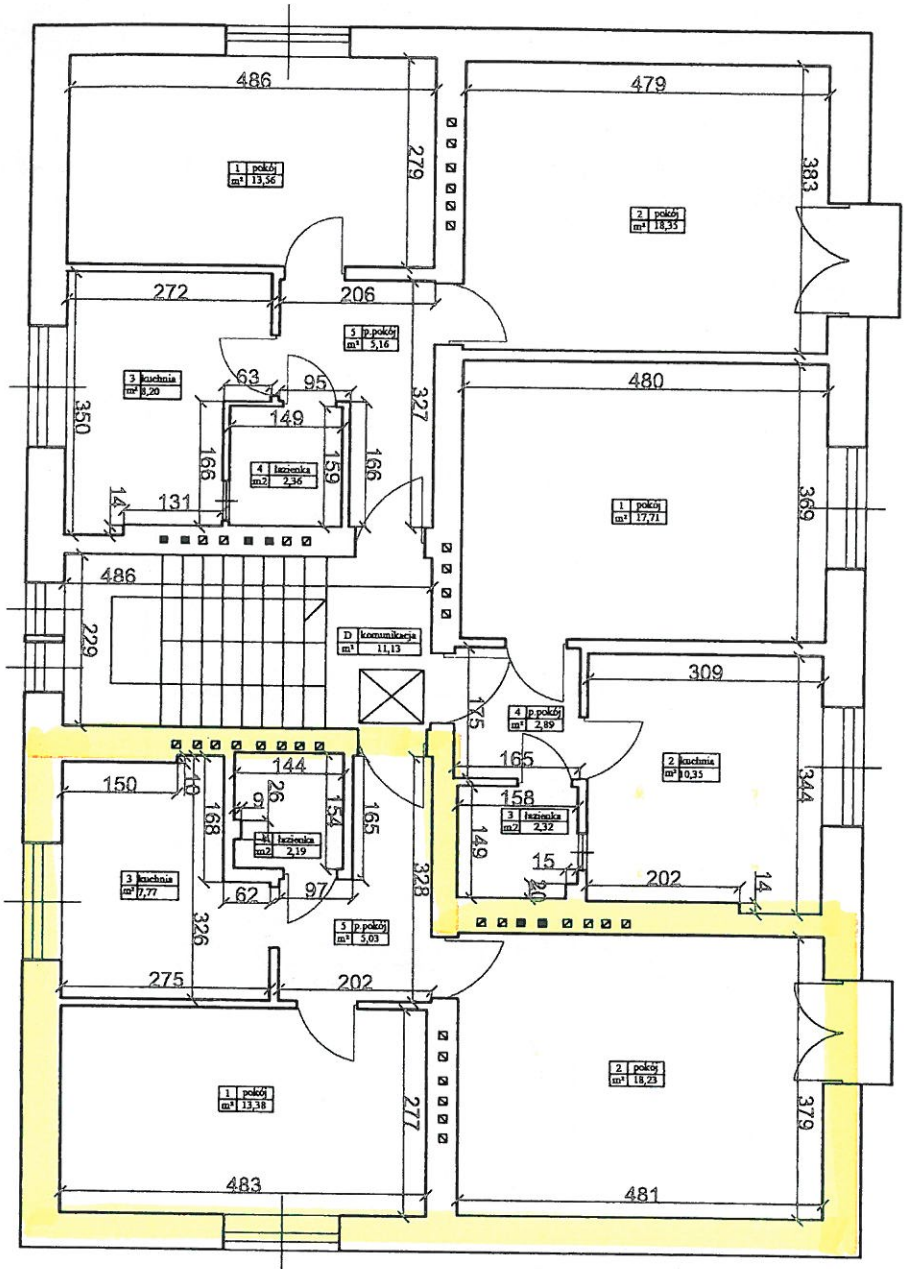 486
479
279
383
1 pokój
m² 13,56
2 pokój
m² 18,35
272
206
5 p.pokój
m² 5,16
3 kuchnia
m² 8,20
63
95
480
350
327
149
166
159
166
4 łazienka
m2 2,36
14
131
1 pokój
m² 17,71
369
486
229
D komunikacja
m² 11,13
309
175
4 p.pokój
m² 2,89
165
2 kuchnia
m² 10,35
344
150
10
144
26
9
168
154
165
158
3 łazienka
m2 2,32
149
łazienka
m2 2,19
15
20
202
14
3 kuchnia
m² 7,77
62
97
328
326
5 p.pokój
m² 5,03
275
202
2 pokój
m² 18,23
1 pokój
m² 13,38
277
379
483
481